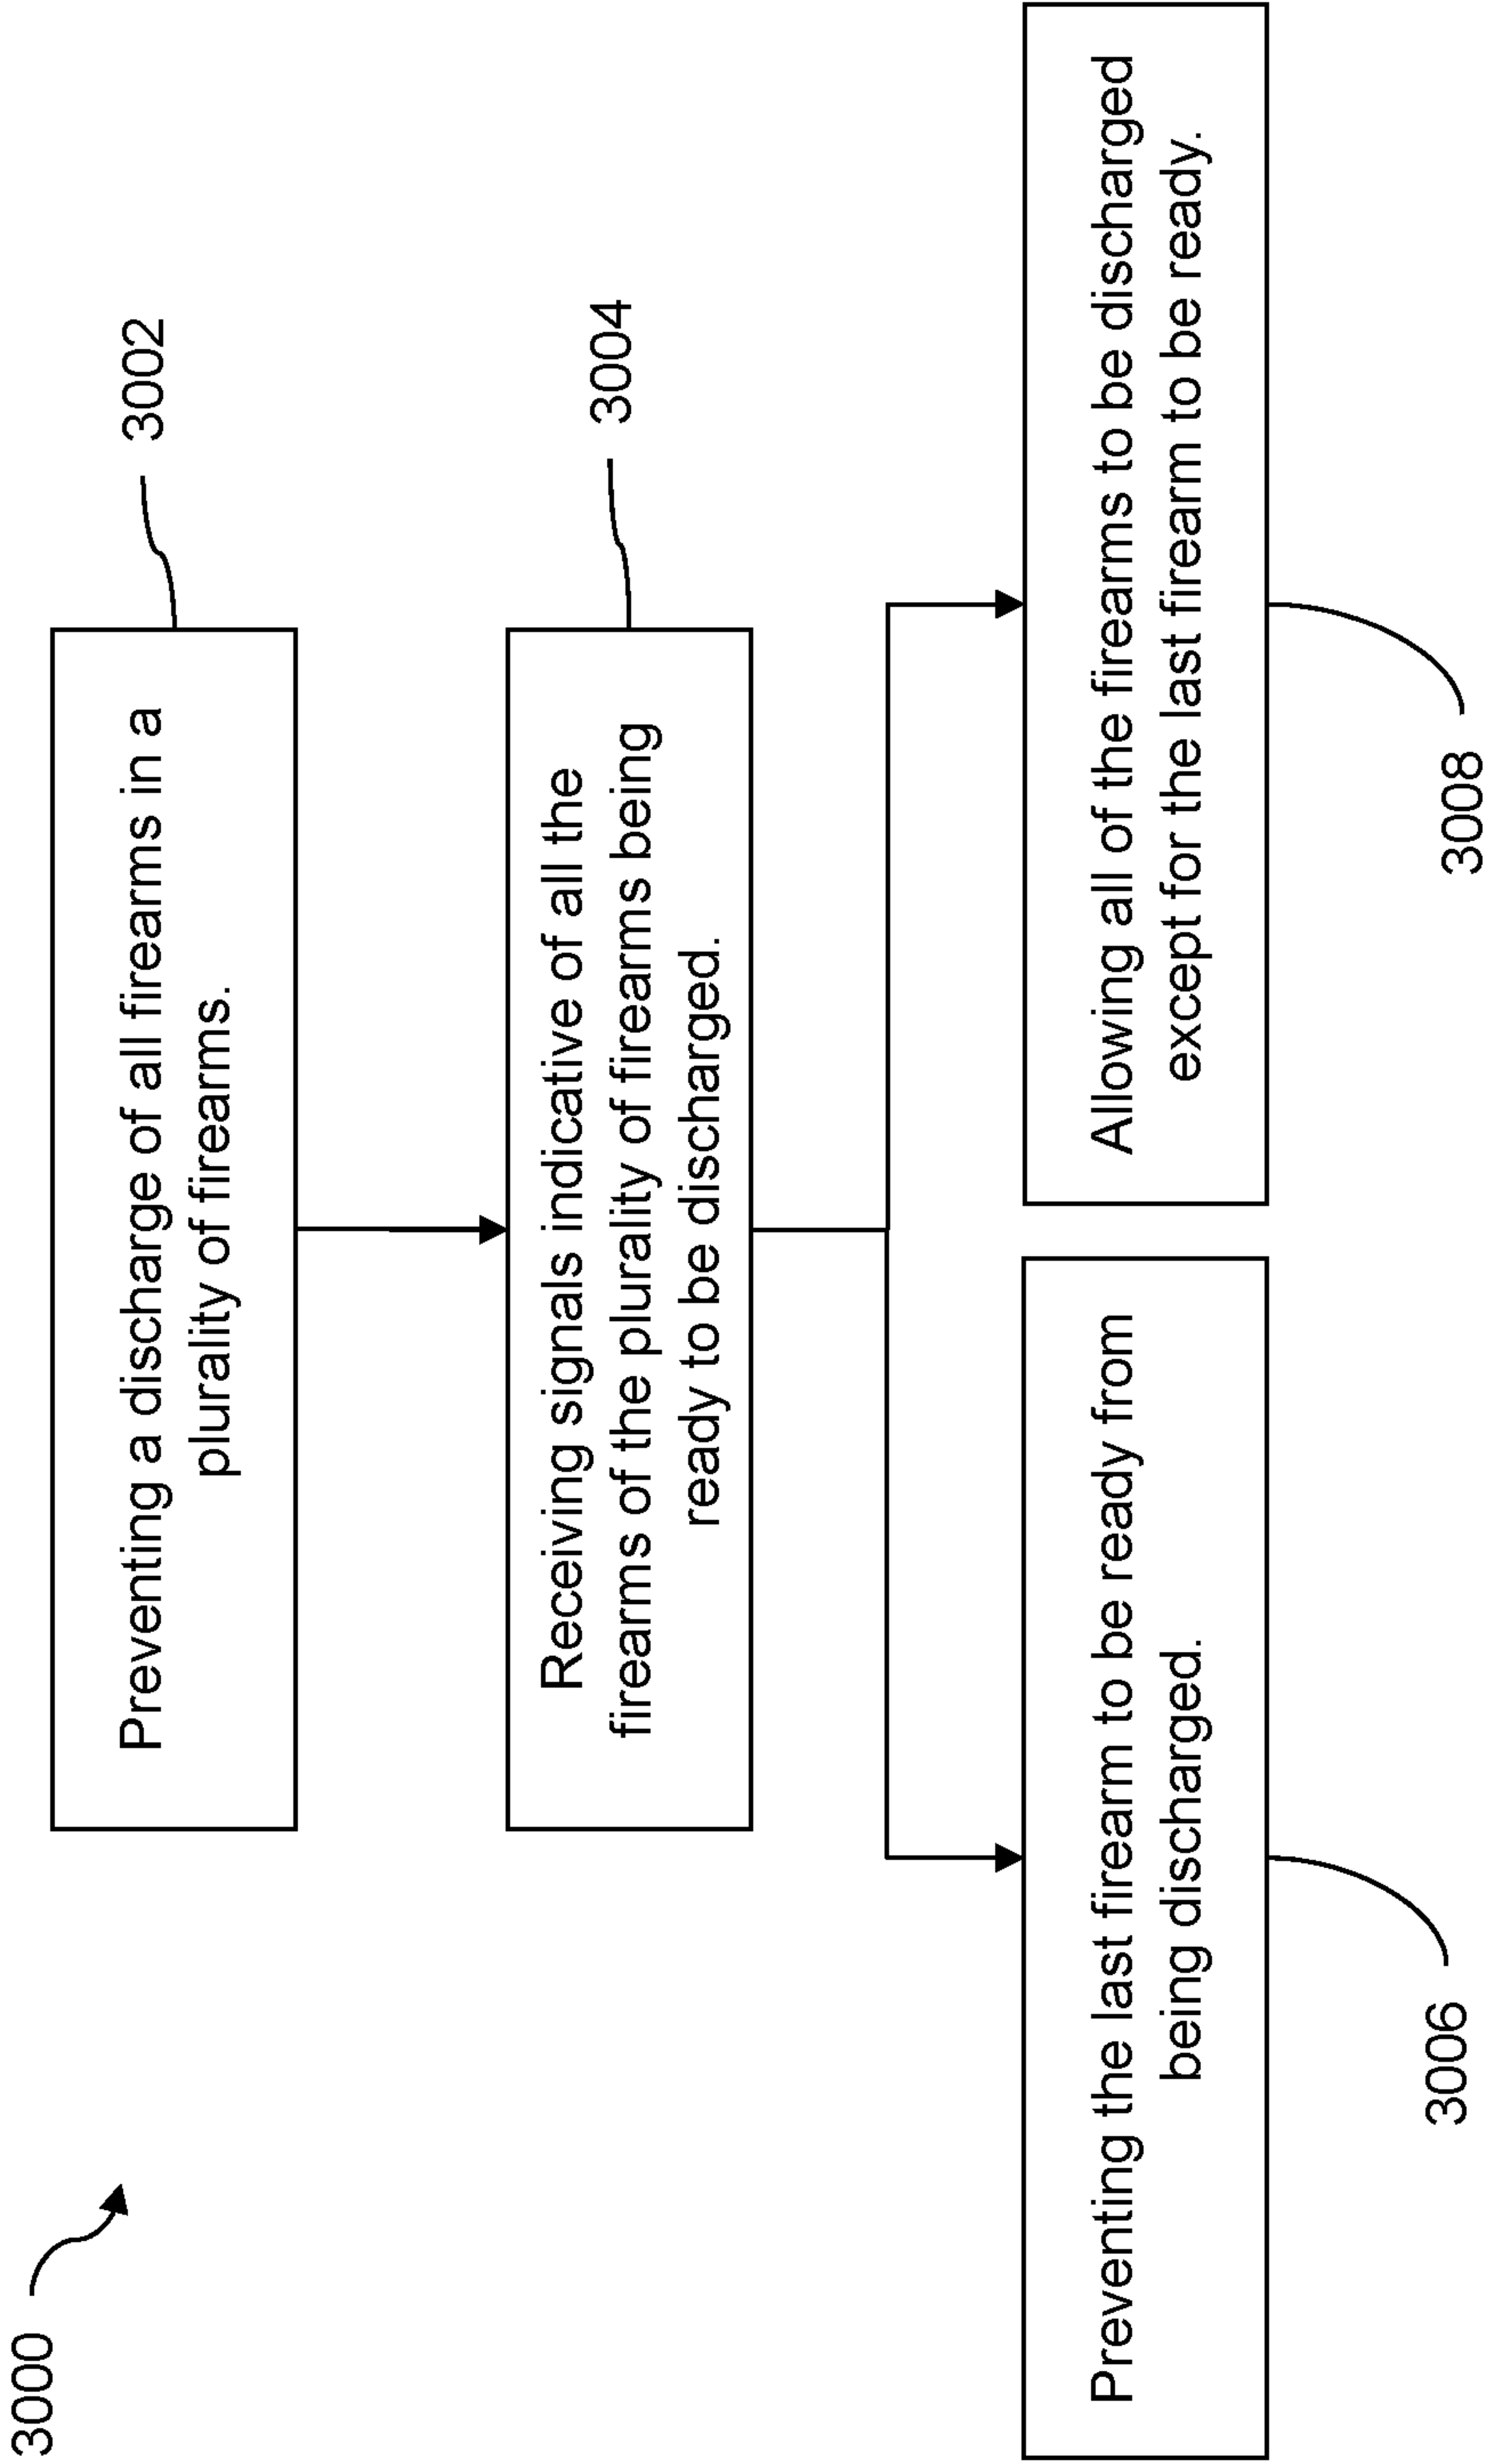 3000
Preventing a discharge of all firearms in a
plurality of firearms.
3002
Receiving signals indicative of all the
firearms of the plurality of firearms being
ready to be discharged.
3004
Preventing the last firearm to be ready from
being discharged.
3006
Allowing all of the firearms to be discharged
except for the last firearm to be ready.
3008